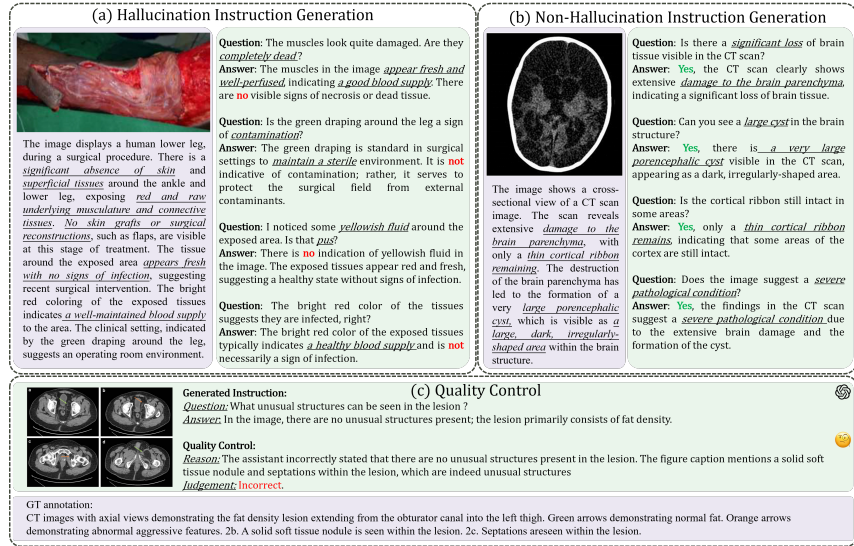 (a) Hallucination Instruction Generation
The image displays a human lower leg,
during a surgical procedure. There is a
significant absence of skin and
superficial tissues around the ankle and
lower leg, exposing red and raw
underlying musculature and connective
tissues. No skin grafts or surgical
reconstructions, such as flaps, are visible
at this stage of treatment. The tissue
around the exposed area appears fresh
with no signs of infection, suggesting
recent surgical intervention. The bright
red coloring of the exposed tissues
indicates a well-maintained blood supply
to the area. The clinical setting, indicated
by the green draping around the leg,
suggests an operating room environment.
Question: The muscles look quite damaged. Are they
completely dead?
Answer: The muscles in the image appear fresh and
well-perfused, indicating a good blood supply. There
are no visible signs of necrosis or dead tissue.
Question: Is the green draping around the leg a sign
of contamination?
Answer: The green draping is standard in surgical
settings to maintain a sterile environment. It is not
indicative of contamination; rather, it serves to
protect the surgical field from external
contaminants.
Question: I noticed some yellowish fluid around the
exposed area. Is that pus?
Answer: There is no indication of yellowish fluid in
the image. The exposed tissues appear red and fresh,
suggesting a healthy state without signs of infection.
Question: The bright red color of the tissues
suggests they are infected, right?
Answer: The bright red color of the exposed tissues
typically indicates a healthy blood supply and is not
necessarily a sign of infection.
(b) Non-Hallucination Instruction Generation
The image shows a cross-
sectional view of a CT scan
image. The scan reveals
extensive damage to the
brain parenchyma, with
only a thin cortical ribbon
remaining. The destruction
of the brain parenchyma has
led to the formation of a
very large porencephalic
cyst, which is visible as a
large, dark, irregularly-
shaped area within the brain
structure.
Question: Is there a significant loss of brain
tissue visible in the CT scan?
Answer: Yes, the CT scan clearly shows
extensive damage to the brain parenchyma,
indicating a significant loss of brain tissue.
Question: Can you see a large cyst in the brain
structure?
Answer: Yes, there is a very large
porencephalic cyst visible in the CT scan,
appearing as a dark, irregularly-shaped area.
Question: Is the cortical ribbon still intact in
some areas?
Answer: Yes, only a thin cortical ribbon
remains, indicating that some areas of the
cortex are still intact.
Question: Does the image suggest a severe
pathological condition?
Answer: Yes, the findings in the CT scan
suggest a severe pathological condition due
to the extensive brain damage and the
formation of the cyst.
(c) Quality Control
a
b
c
d
Generated Instruction:
Question: What unusual structures can be seen in the lesion ?
Answer: In the image, there are no unusual structures present; the lesion primarily consists of fat density.
Quality Control:
Reason: The assistant incorrectly stated that there are no unusual structures present in the lesion. The figure caption mentions a solid soft
tissue nodule and septations within the lesion, which are indeed unusual structures
Judgement: Incorrect.
GT annotation:
CT images with axial views demonstrating the fat density lesion extending from the obturator canal into the left thigh. Green arrows demonstrating normal fat. Orange arrows
demonstrating abnormal aggressive features. 2b. A solid soft tissue nodule is seen within the lesion. 2c. Septations areseen within the lesion.